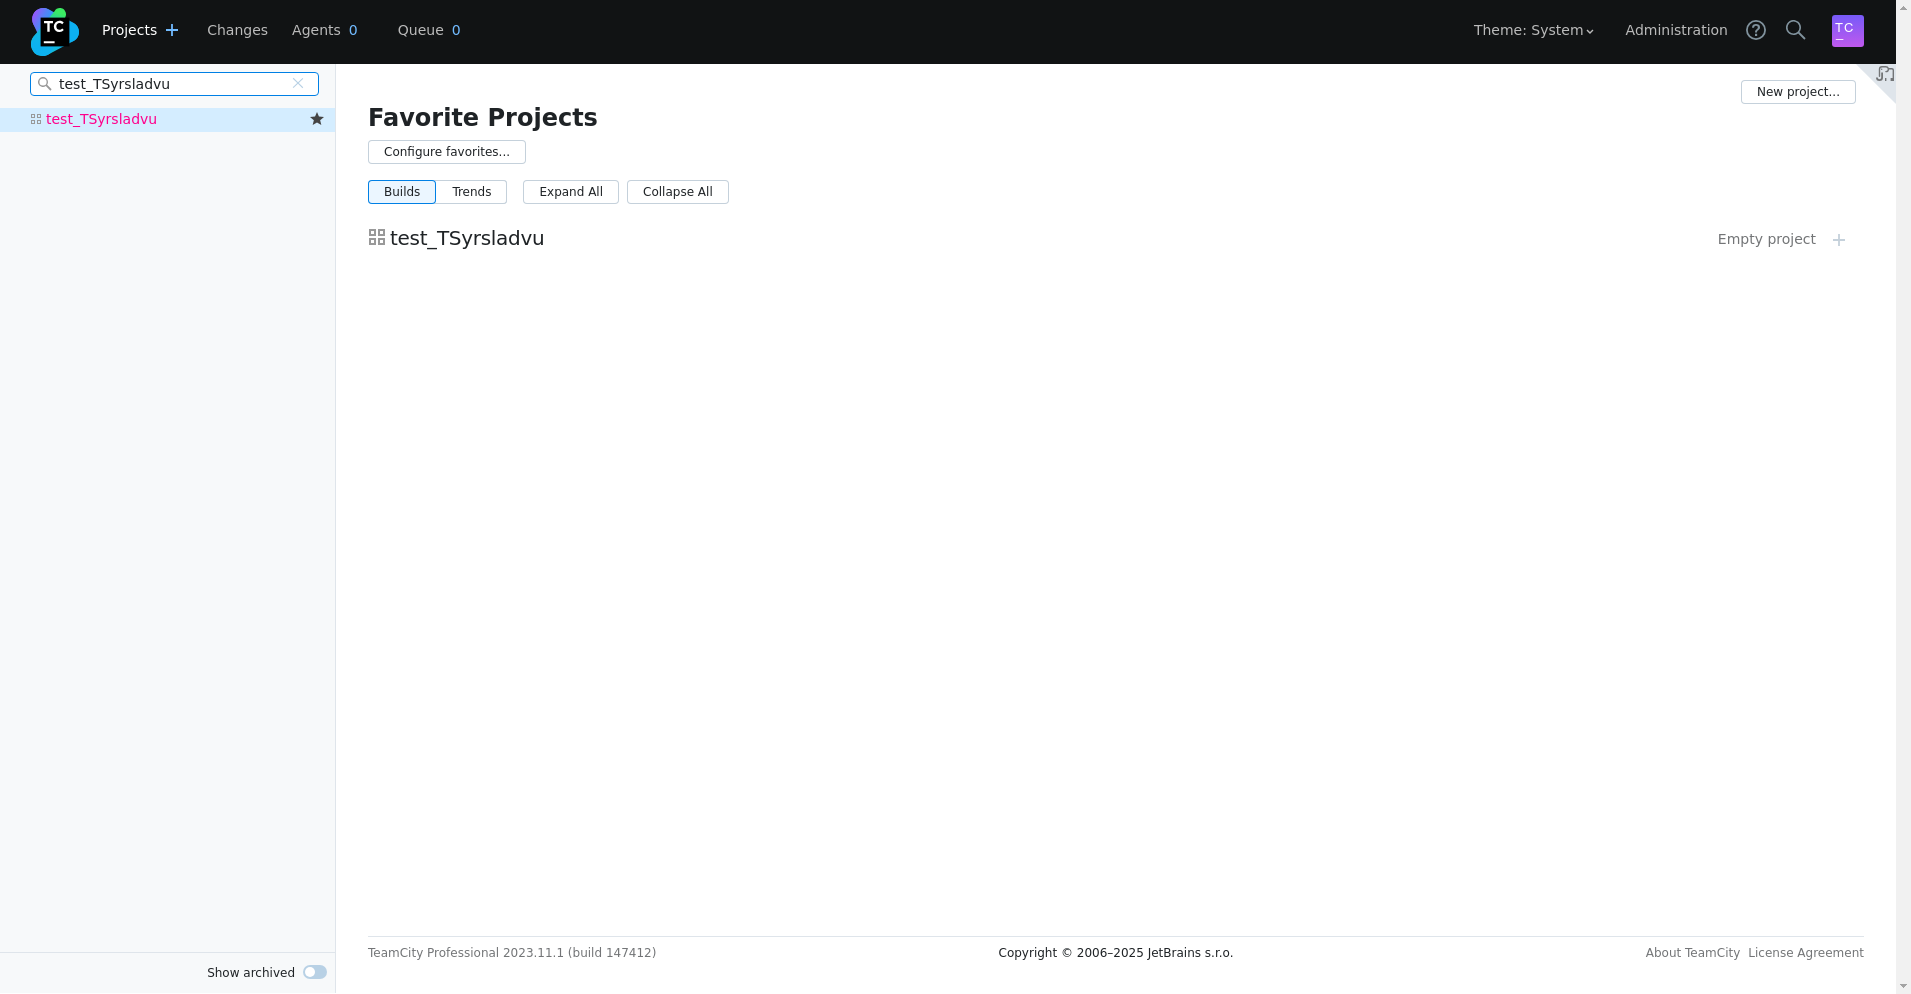 TC Projects Changes Agents 0 Queue 0 Theme: System Administration TC
test_TSyrsladvu
test_TSyrsladvu
New project...
Favorite Projects
Configure favorites...
Builds Trends Expand All Collapse All
test_TSyrsladvu Empty project
TeamCity Professional 2023.11.1 (build 147412) Copyright © 2006–2025 JetBrains s.r.o. About TeamCity License Agreement
Show archived